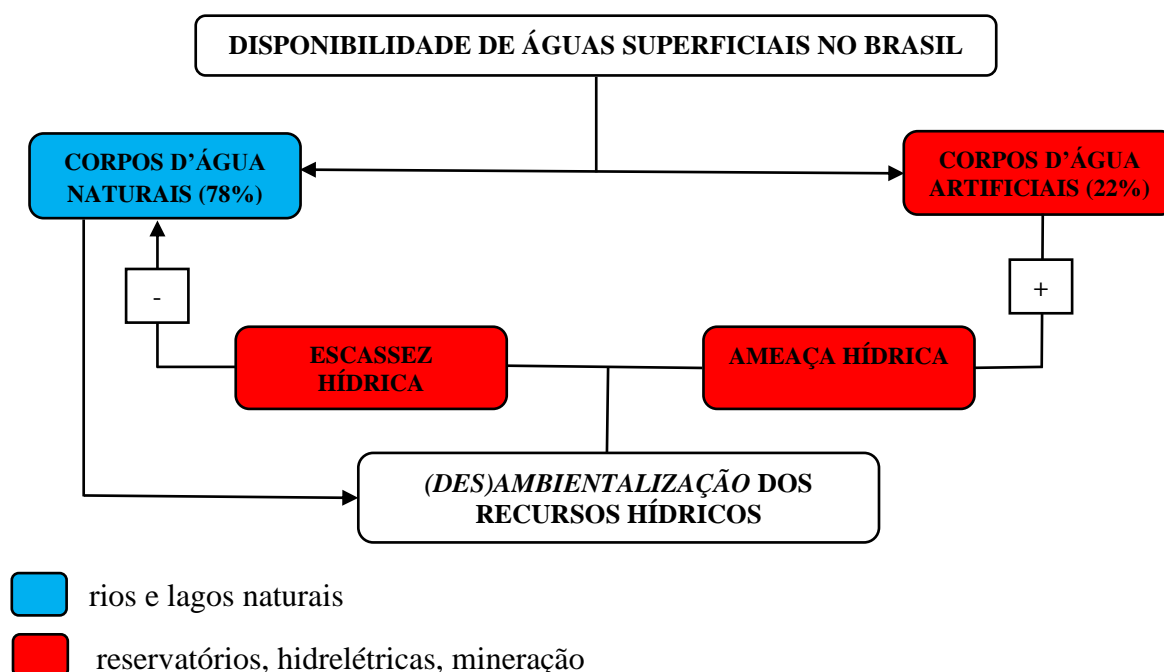 DISPONIBILIDADE DE ÁGUAS SUPERFICIAIS NO BRASIL
CORPOS D’ÁGUA
NATURAIS (78%)
CORPOS D’ÁGUA
ARTIFICIAIS (22%)
-
+
ESCASSEZ
HÍDRICA
AMEAÇA HÍDRICA
(DES)AMBIENTALIZAÇÃO DOS
RECURSOS HÍDRICOS
rios e lagos naturais
reservatórios, hidrelétricas, mineração